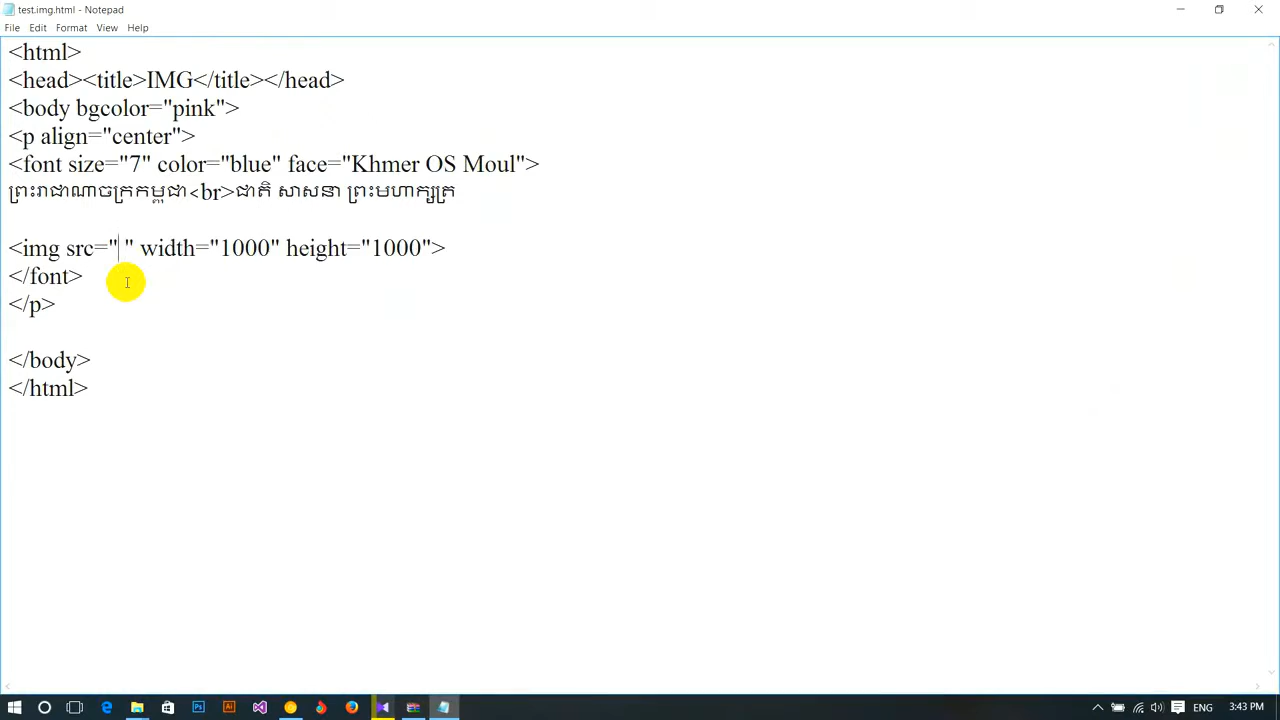 test.img.html - Notepad
File Edit Format View Help
<html>
<head><title>IMG</title></head>
<body bgcolor="pink">
<p align="center">
<font size="7" color="blue" face="Khmer OS Moul">
ព្រះរាជាណាចក្រកម្ពុជា<br>ជាតិ សាសនា ព្រះមហាក្សត្រ
<img src=" " width="1000" height="1000">
</font>
</p>
</body>
</html>
ENG 3:43 PM